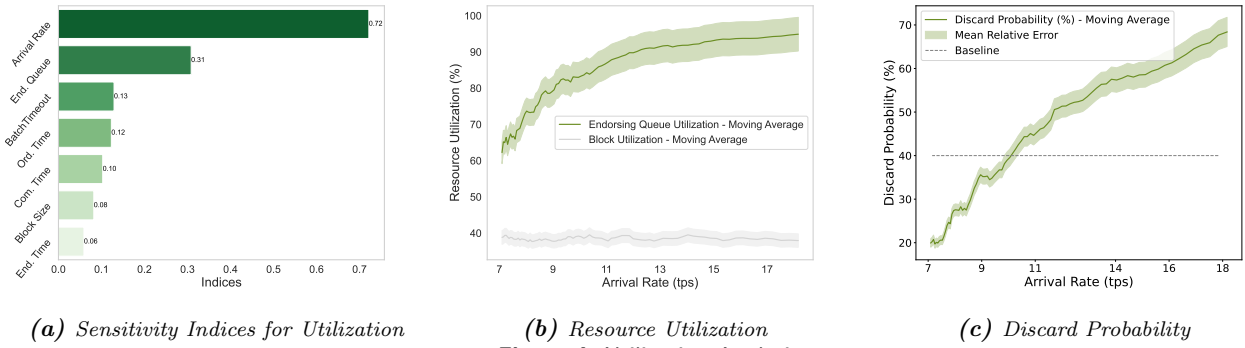 Arrival Rate
End. Queue
BatchTimeout
Ord. Time
Com. Time
Block Size
End. Time
0.72
0.31
0.13
0.12
0.10
0.08
0.06
0.0 0.1 0.2 0.3 0.4 0.5 0.6 0.7
Indices
(a) Sensitivity Indices for Utilization
Resource Utilization (%)
100
90
80
70
60
50
40
Endorsing Queue Utilization - Moving Average
Block Utilization - Moving Average
7 9 11 13 15 17
Arrival Rate (tps)
(b) Resource Utilization
Discard Probability (%)
70
60
50
40
30
20
Discard Probability (%) - Moving Average
Mean Relative Error
Baseline
7 9 11 13 14 16 18
Arrival Rate (tps)
(c) Discard Probability